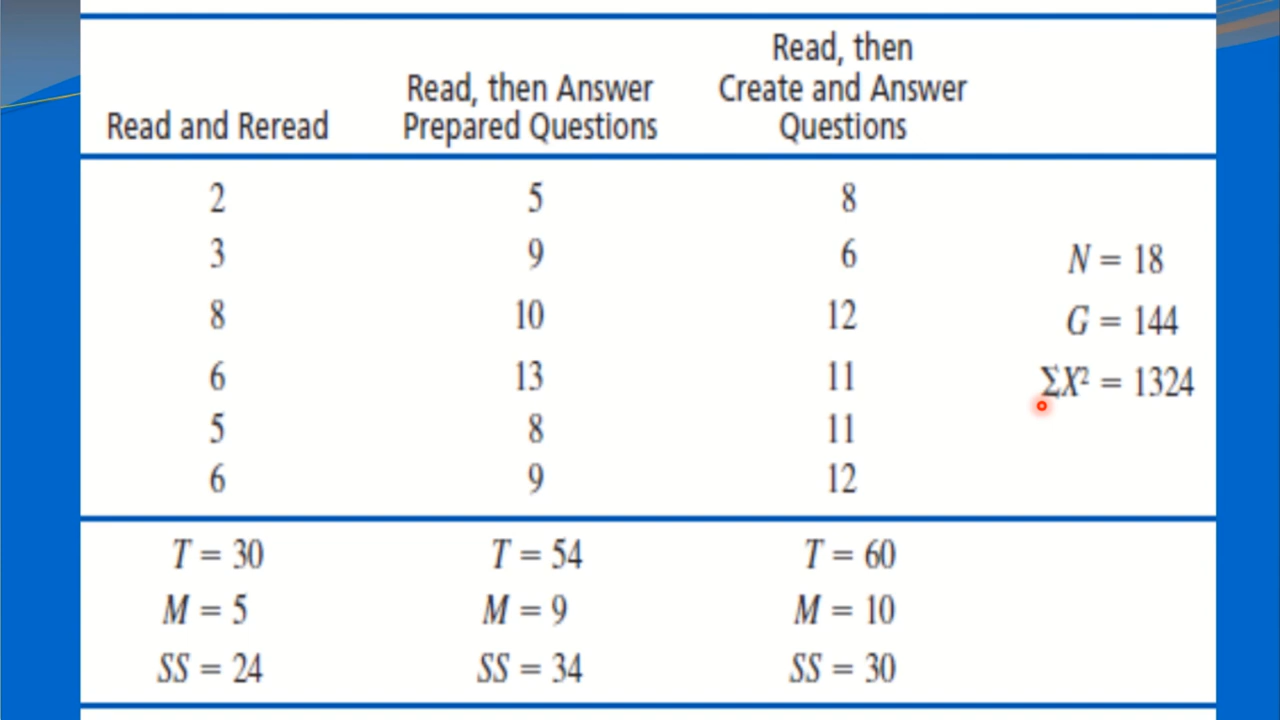 Read and Reread
Read, then Answer
Prepared Questions
Read, then
Create and Answer
Questions
2 5 8
3 9 6
N = 18
8 10 12
G = 144
6 13 11
ΣX² = 1324
5 8 11
6 9 12
T = 30 T = 54 T = 60
M = 5 M = 9 M = 10
SS = 24 SS = 34 SS = 30